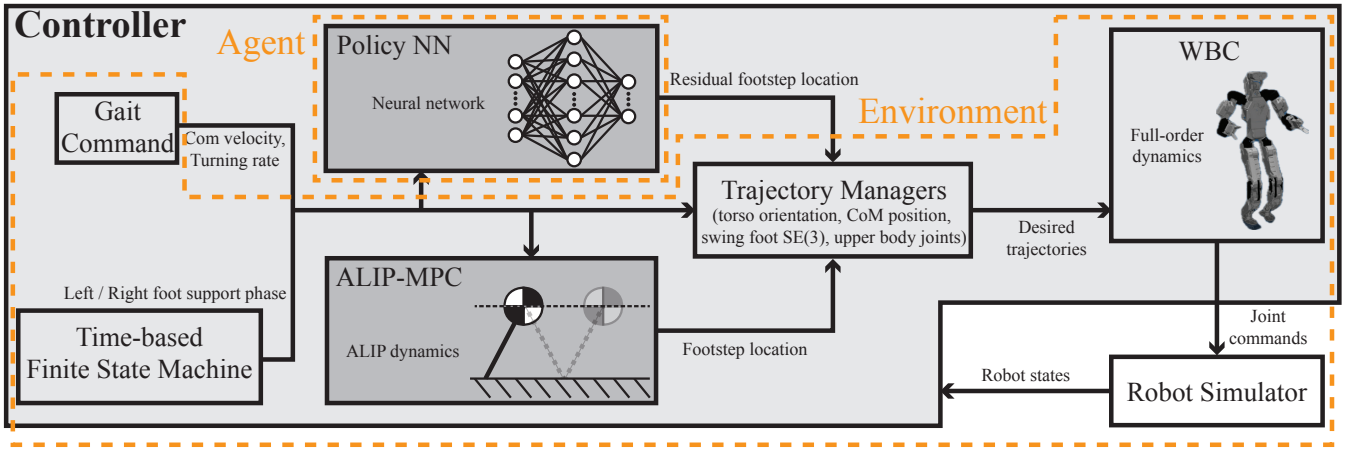 Controller
Agent
Policy NN
Neural network
Residual footstep location
Environment
WBC
Full-order
dynamics
Gait
Command
Com velocity,
Turning rate
Trajectory Managers
(torso orientation, CoM position,
swing foot SE(3), upper body joints)
Desired
trajectories
Left / Right foot support phase
Time-based
Finite State Machine
ALIP-MPC
ALIP dynamics
Footstep location
Joint
commands
Robot states
Robot Simulator